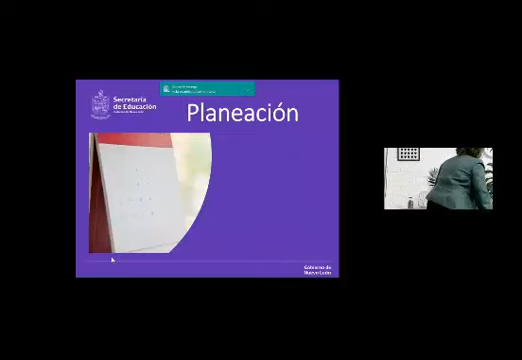 Secretaría
de Educación
Planeación
Gobierno de
Nuevo León